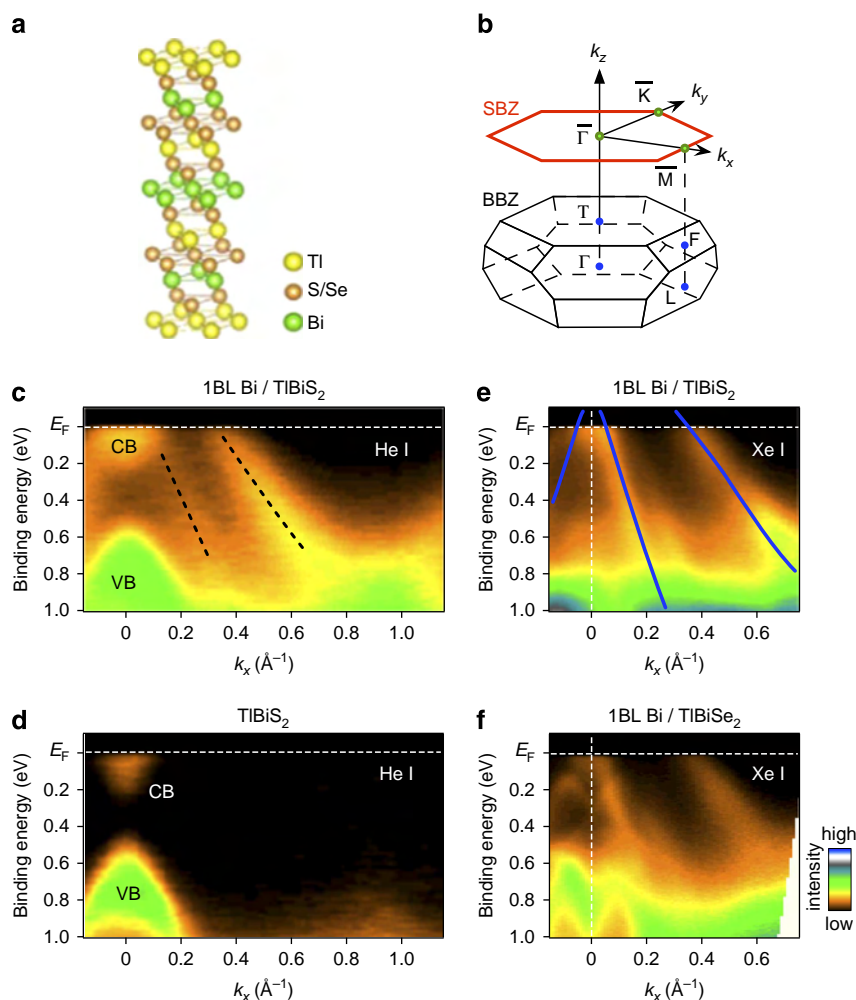 a
Tl
S/Se
Bi
b
k_z
K̅
k_y
SBZ
Γ̅
k_x
M̅
BBZ
T
F
Γ
L
c
1BL Bi / TlBiS₂
E_F
CB
He I
0.2
0.4
0.6
VB
0.8
1.0
Binding energy (eV)
0 0.2 0.4 0.6 0.8 1.0
k_x (Å⁻¹)
e
1BL Bi / TlBiS₂
E_F
Xe I
0.2
0.4
0.6
0.8
1.0
Binding energy (eV)
0 0.2 0.4 0.6
k_x (Å⁻¹)
d
TlBiS₂
E_F
He I
CB
0.2
0.4
0.6
VB
0.8
1.0
Binding energy (eV)
0 0.2 0.4 0.6 0.8 1.0
k_x (Å⁻¹)
f
1BL Bi / TlBiSe₂
E_F
Xe I
0.2
0.4
0.6
0.8
1.0
Binding energy (eV)
0 0.2 0.4 0.6
k_x (Å⁻¹)
high
intensity
low